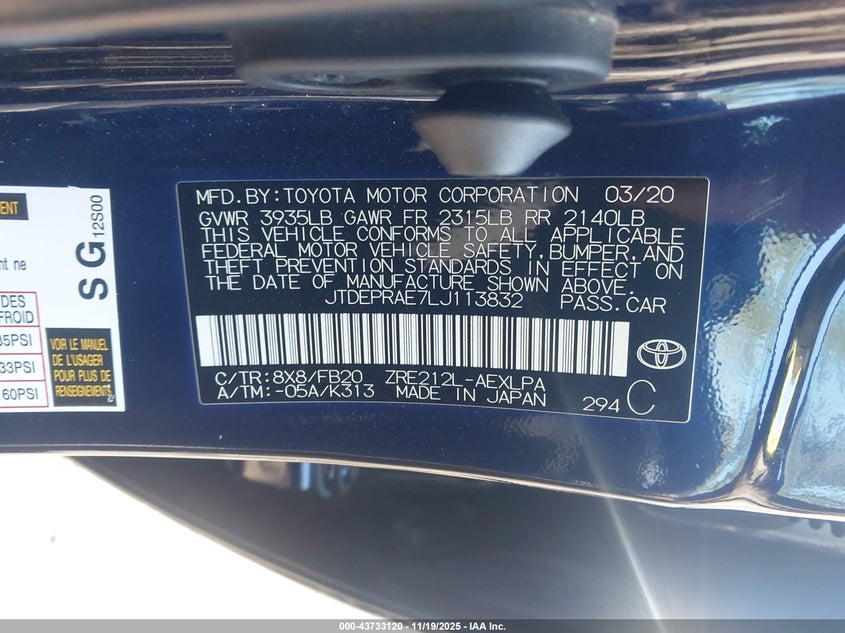 MFD.BY:TOYOTA MOTOR CORPORATION 03/20
GVWR 3935LB GAWR FR 2315LB RR 2140LB
THIS VEHICLE CONFORMS TO ALL APPLICABLE
FEDERAL MOTOR VEHICLE SAFETY,BUMPER,AND
THEFT PREVENTION STANDARDS IN EFFECT ON
THE DATE OF MANUFACTURE SHOWN ABOVE.
JTDEPRAE7LJ113832 PASS.CAR
C/TR:8X8/FB20 ZRE212L-AEXLPA
A/TM:-05A/K313 MADE IN JAPAN
294 C
SG 12S00
ent ne
DES
FROID
35PSI
33PSI
60PSI
VOIR LE MANUEL
DE L'USAGER
POUR PLUS DE
RENSEIGNEMENTS
000-43733120 - 11/19/2025 - IAA Inc.